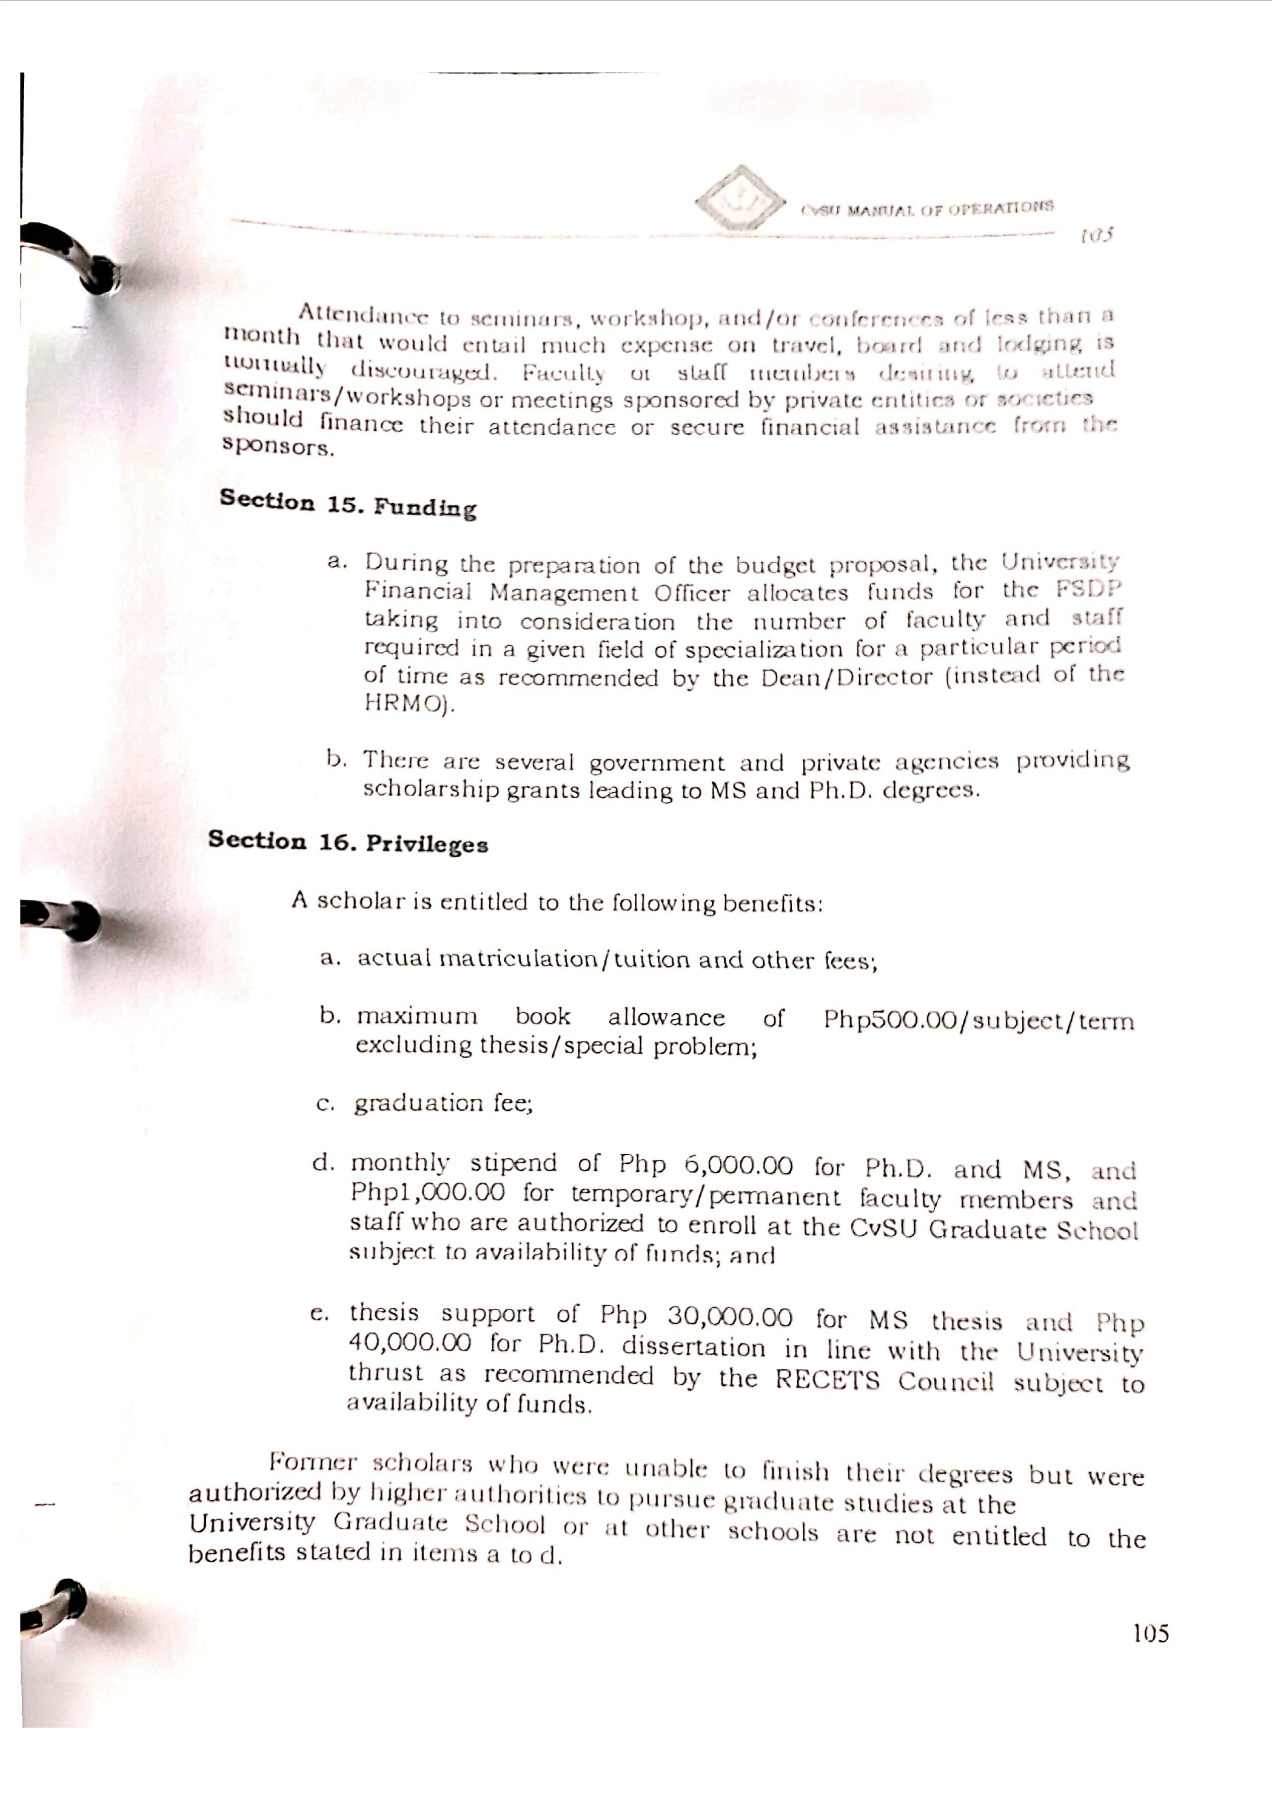 CvSU MANUAL OF OPERATIONS
105
Attendance to seminars, workshop, and/or conferences of less than a
month that would entail much expense on travel, board and lodging is
normally discouraged. Faculty or staff members desiring to attend
seminars/workshops or meetings sponsored by private entities or societies
should finance their attendance or secure financial assistance from the
sponsors.
Section 15. Funding
a. During the preparation of the budget proposal, the University
Financial Management Officer allocates funds for the FSDP
taking into consideration the number of faculty and staff
required in a given field of specialization for a particular period
of time as recommended by the Dean/Director (instead of the
HRMO).
b. There are several government and private agencies providing
scholarship grants leading to MS and Ph.D. degrees.
Section 16. Privileges
A scholar is entitled to the following benefits:
a. actual matriculation/tuition and other fees;
b. maximum book allowance of Php500.00/subject/term
excluding thesis/special problem;
c. graduation fee;
d. monthly stipend of Php 6,000.00 for Ph.D. and MS, and
Php1,000.00 for temporary/permanent faculty members and
staff who are authorized to enroll at the CvSU Graduate School
subject to availability of funds; and
e. thesis support of Php 30,000.00 for MS thesis and Php
40,000.00 for Ph.D. dissertation in line with the University
thrust as recommended by the RECETS Council subject to
availability of funds.
Former scholars who were unable to finish their degrees but were
authorized by higher authorities to pursue graduate studies at the
University Graduate School or at other schools are not entitled to the
benefits stated in items a to d.
105